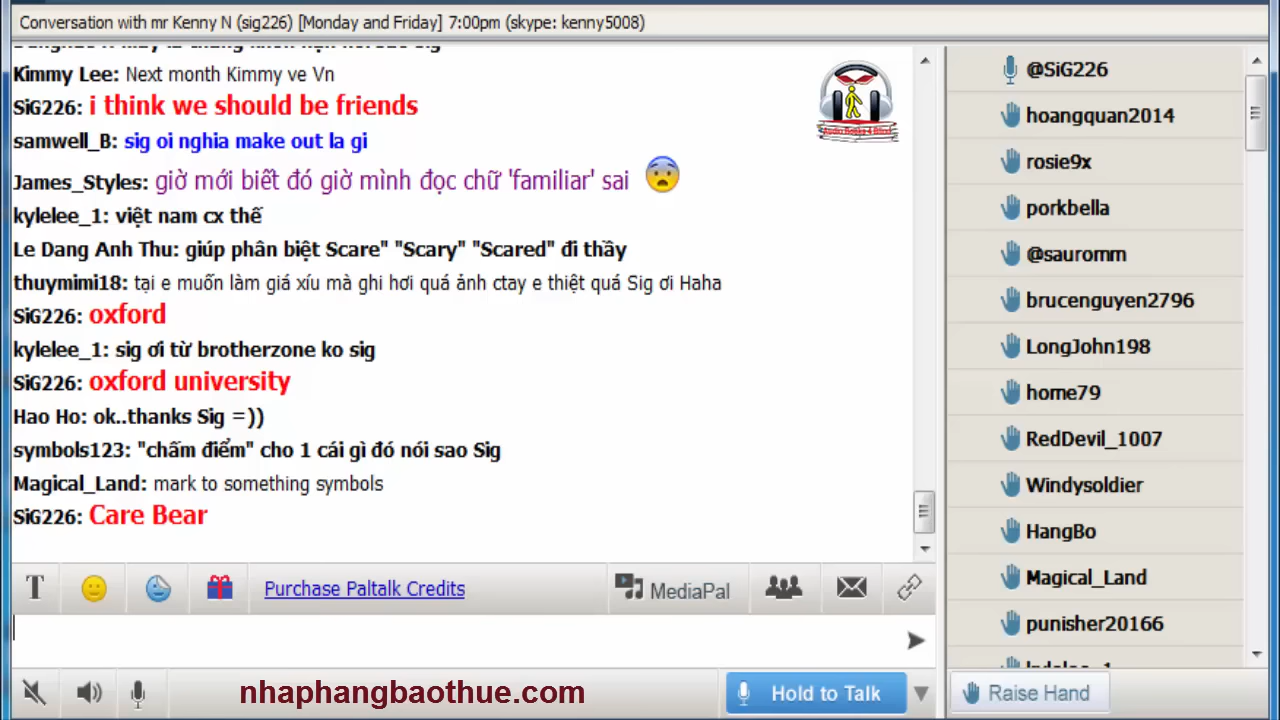 Conversation with mr Kenny N (sig226) [Monday and Friday] 7:00pm (skype: kenny5008)
Kimmy Lee: Next month Kimmy ve Vn
SiG226: i think we should be friends
samwell_B: sig oi nghia make out la gi
James_Styles: giờ mới biết đó giờ mình đọc chữ 'familiar' sai
kylelee_1: việt nam cx thế
Le Dang Anh Thu: giúp phân biệt Scare" "Scary" "Scared" đi thầy
thuymimi18: tại e muốn làm giá xíu mà ghi hơi quá ảnh ctay e thiệt quá Sig ơi Haha
SiG226: oxford
kylelee_1: sig ơi từ brotherzone ko sig
SiG226: oxford university
Hao Ho: ok..thanks Sig =))
symbols123: "chấm điểm" cho 1 cái gì đó nói sao Sig
Magical_Land: mark to something symbols
SiG226: Care Bear
T
Purchase Paltalk Credits
MediaPal
nhaphangbaothue.com
Hold to Talk
@SiG226
hoangquan2014
rosie9x
porkbella
@sauromm
brucenguyen2796
LongJohn198
home79
RedDevil_1007
Windysoldier
HangBo
Magical_Land
punisher20166
Raise Hand